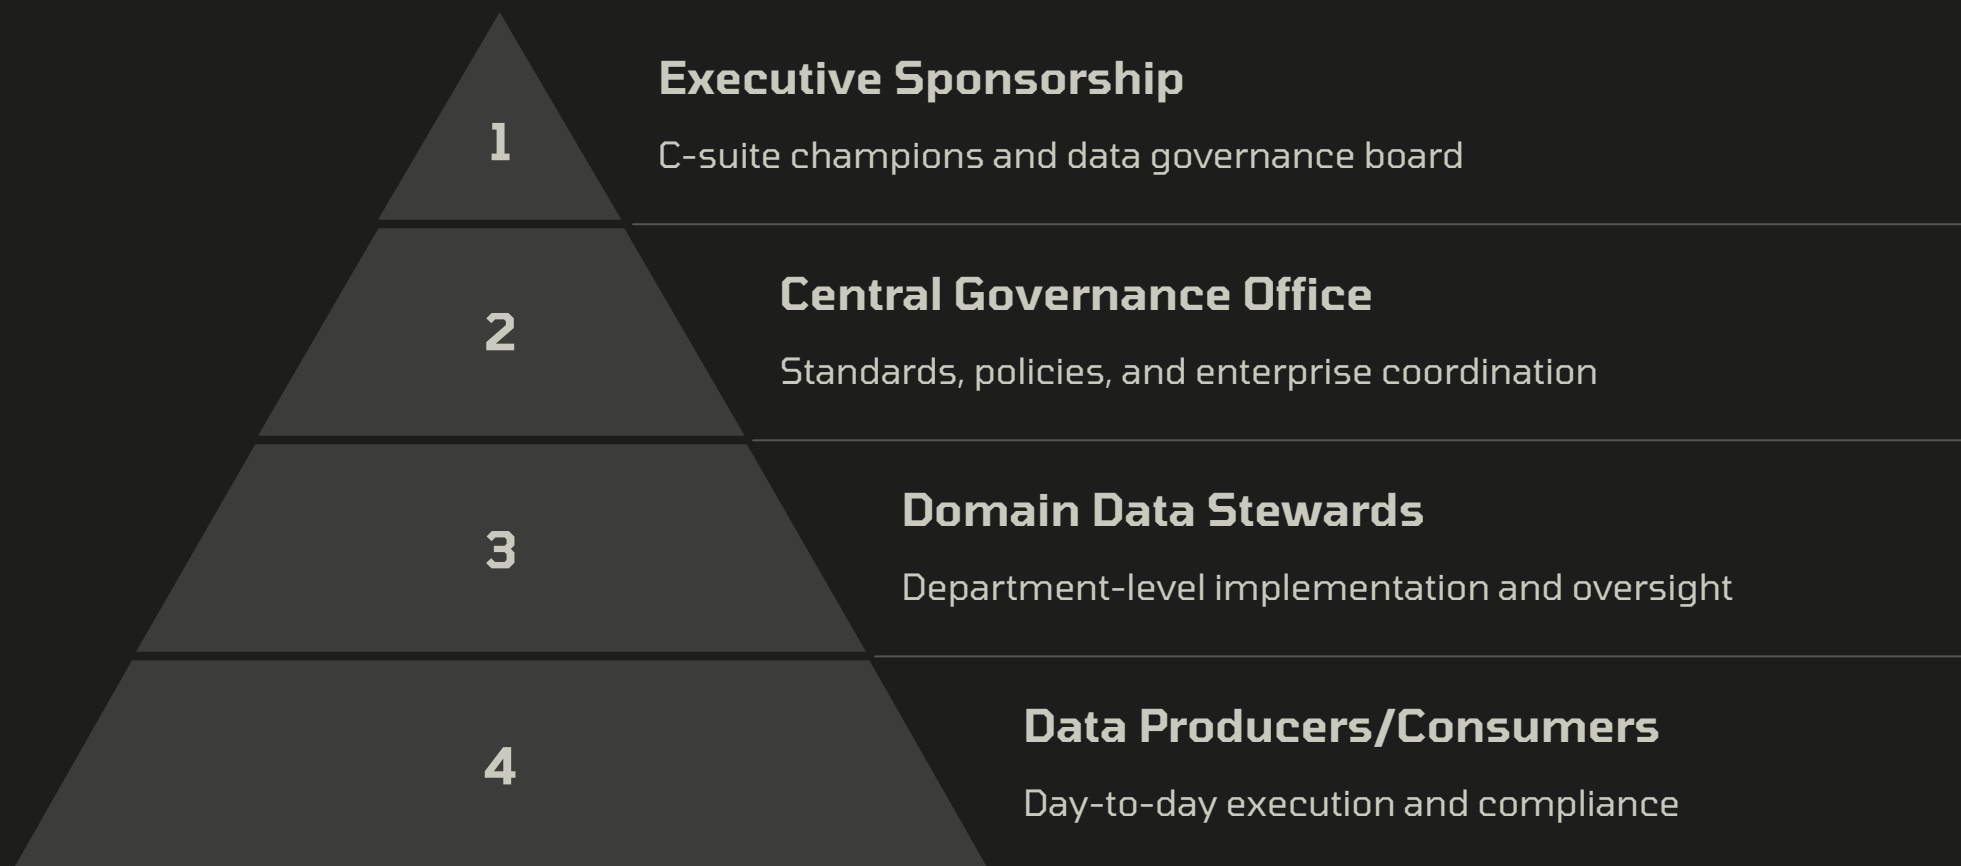 1
Executive Sponsorship
C-suite champions and data governance board
2
Central Governance Office
Standards, policies, and enterprise coordination
3
Domain Data Stewards
Department-level implementation and oversight
4
Data Producers/Consumers
Day-to-day execution and compliance